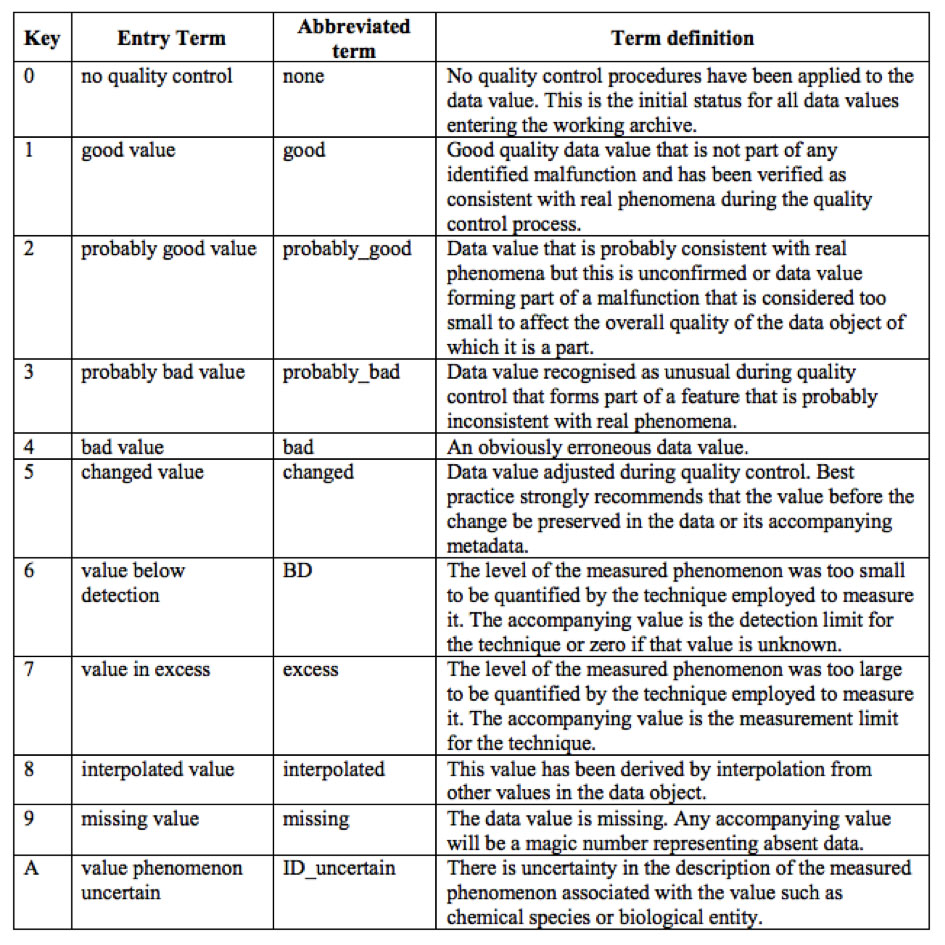 Key Entry Term Abbreviated term Term definition
0 no quality control none No quality control procedures have been applied to the
data value. This is the initial status for all data values
entering the working archive.
1 good value good Good quality data value that is not part of any
identified malfunction and has been verified as
consistent with real phenomena during the quality
control process.
2 probably good value probably_good Data value that is probably consistent with real
phenomena but this is unconfirmed or data value
forming part of a malfunction that is considered too
small to affect the overall quality of the data object of
which it is a part.
3 probably bad value probably_bad Data value recognised as unusual during quality
control that forms part of a feature that is probably
inconsistent with real phenomena.
4 bad value bad An obviously erroneous data value.
5 changed value changed Data value adjusted during quality control. Best
practice strongly recommends that the value before the
change be preserved in the data or its accompanying
metadata.
6 value below BD The level of the measured phenomenon was too small
detection to be quantified by the technique employed to measure
it. The accompanying value is the detection limit for
the technique or zero if that value is unknown.
7 value in excess excess The level of the measured phenomenon was too large
to be quantified by the technique employed to measure
it. The accompanying value is the measurement limit
for the technique.
8 interpolated value interpolated This value has been derived by interpolation from
other values in the data object.
9 missing value missing The data value is missing. Any accompanying value
will be a magic number representing absent data.
A value phenomenon ID_uncertain There is uncertainty in the description of the measured
uncertain phenomenon associated with the value such as
chemical species or biological entity.